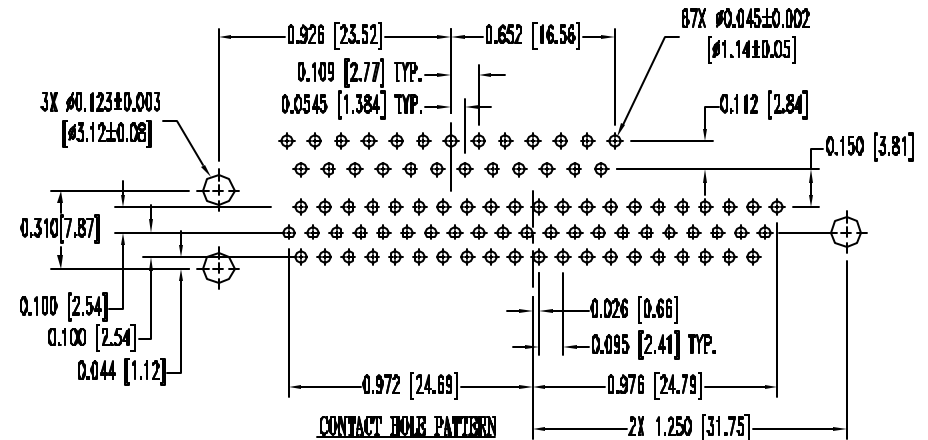 0.926 [23.52]
0.652 [16.56]
87X ø0.045±0.002
[ø1.14±0.05]
0.109 [2.77] TYP.
0.0545 [1.384] TYP.
3X ø0.123±0.003
[ø3.12±0.08]
0.112 [2.84]
0.150 [3.81]
0.310[7.87]
0.100 [2.54]
0.100 [2.54]
0.044 [1.12]
0.026 [0.66]
0.095 [2.41] TYP.
0.972 [24.69]
0.976 [24.79]
CONTACT HOLE PATTERN
2X 1.250 [31.75]